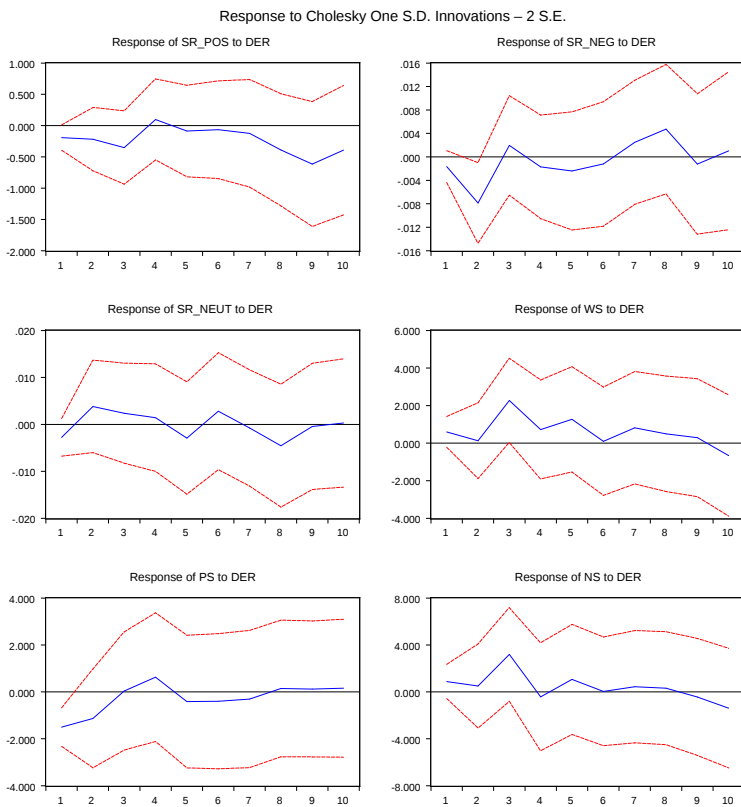 Response to Cholesky One S.D. Innovations – 2 S.E.
Response of SR_POS to DER
1.000
0.500
0.000
-0.500
-1.000
-1.500
-2.000
1 2 3 4 5 6 7 8 9 10
Response of SR_NEG to DER
.016
.012
.008
.004
.000
-.004
-.008
-.012
-.016
1 2 3 4 5 6 7 8 9 10
Response of SR_NEUT to DER
.020
.010
.000
-.010
-.020
1 2 3 4 5 6 7 8 9 10
Response of WS to DER
6.000
4.000
2.000
0.000
-2.000
-4.000
1 2 3 4 5 6 7 8 9 10
Response of PS to DER
4.000
2.000
0.000
-2.000
-4.000
1 2 3 4 5 6 7 8 9 10
Response of NS to DER
8.000
4.000
0.000
-4.000
-8.000
1 2 3 4 5 6 7 8 9 10